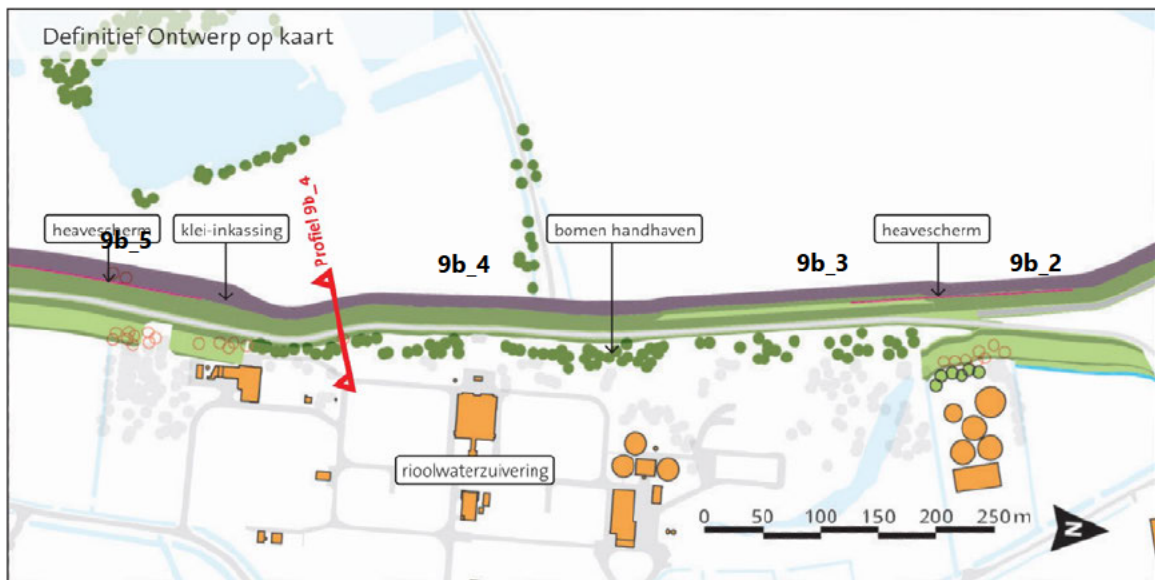 Definitief Ontwerp op kaart
Profiel 9b_4
heavescherm
klei-inkassing
bomen handhaven
heavescherm
9b_5
9b_4
9b_3
9b_2
rioolwaterzuivering
0 50 100 150 200 250 m
N